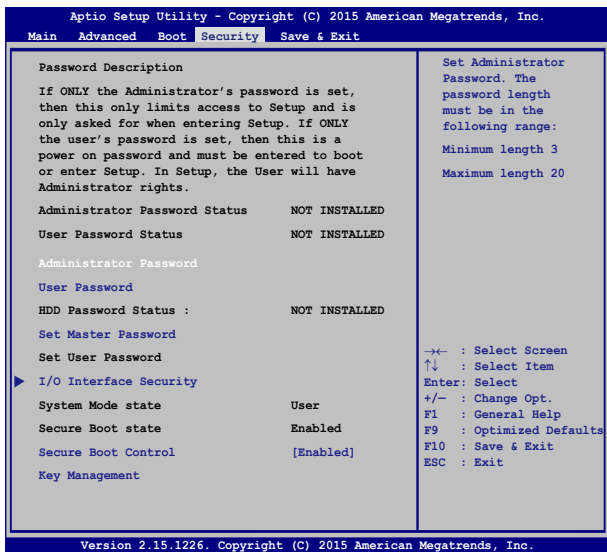 Aptio Setup Utility - Copyright (C) 2015 American Megatrends, Inc.
Main Advanced Boot Security Save & Exit
Password Description
If ONLY the Administrator's password is set,
then this only limits access to Setup and is
only asked for when entering Setup. If ONLY
the user's password is set, then this is a
power on password and must be entered to boot
or enter Setup. In Setup, the User will have
Administrator rights.
Administrator Password Status NOT INSTALLED
User Password Status NOT INSTALLED
Administrator Password
User Password
HDD Password Status : NOT INSTALLED
Set Master Password
Set User Password
I/O Interface Security
System Mode state User
Secure Boot state Enabled
Secure Boot Control [Enabled]
Key Management
Set Administrator
Password. The
password length
must be in the
following range:
Minimum length 3
Maximum length 20
→← : Select Screen
↑↓ : Select Item
Enter: Select
+/— : Change Opt.
F1 : General Help
F9 : Optimized Defaults
F10 : Save & Exit
ESC : Exit
Version 2.15.1226. Copyright (C) 2015 American Megatrends, Inc.